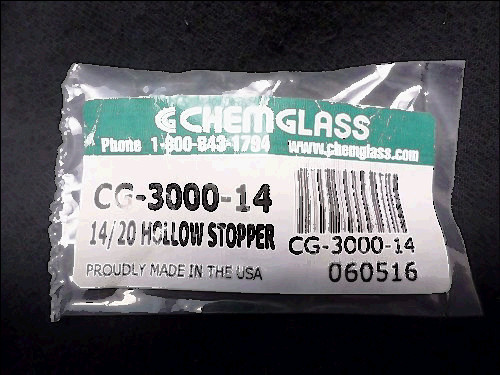 CG CHEMGLASS
Phone 1-800-843-1794 www.chemglass.com
CG-3000-14
14/20 HOLLOW STOPPER
CG-3000-14
PROUDLY MADE IN THE USA
060516